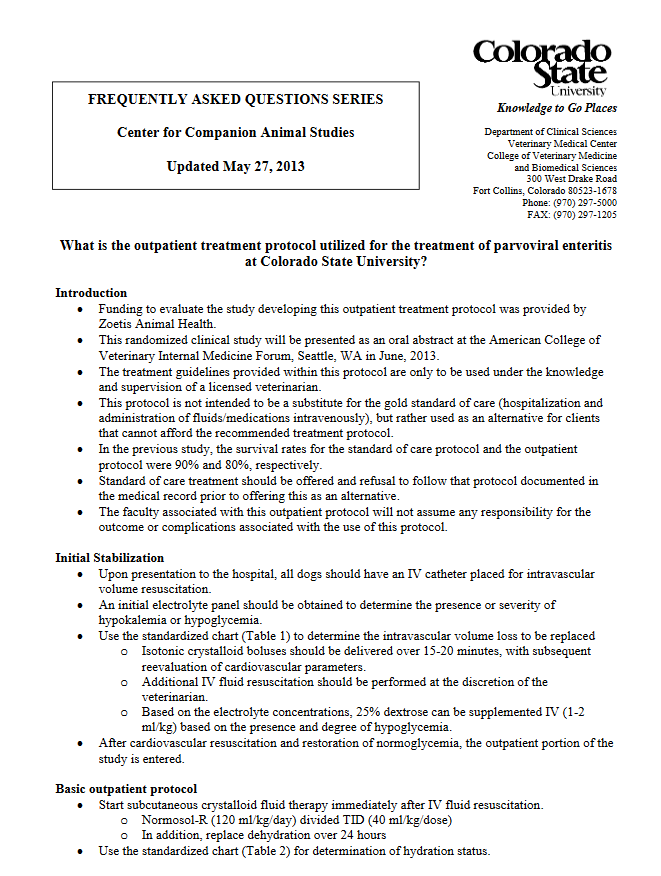 Colorado
State
University
Knowledge to Go Places
FREQUENTLY ASKED QUESTIONS SERIES
Center for Companion Animal Studies
Updated May 27, 2013
Department of Clinical Sciences
Veterinary Medical Center
College of Veterinary Medicine
and Biomedical Sciences
300 West Drake Road
Fort Collins, Colorado 80523-1678
Phone: (970) 297-5000
FAX: (970) 297-1205
What is the outpatient treatment protocol utilized for the treatment of parvoviral enteritis
at Colorado State University?
Introduction
• Funding to evaluate the study developing this outpatient treatment protocol was provided by
Zoetis Animal Health.
• This randomized clinical study will be presented as an oral abstract at the American College of
Veterinary Internal Medicine Forum, Seattle, WA in June, 2013.
• The treatment guidelines provided within this protocol are only to be used under the knowledge
and supervision of a licensed veterinarian.
• This protocol is not intended to be a substitute for the gold standard of care (hospitalization and
administration of fluids/medications intravenously), but rather used as an alternative for clients
that cannot afford the recommended treatment protocol.
• In the previous study, the survival rates for the standard of care protocol and the outpatient
protocol were 90% and 80%, respectively.
• Standard of care treatment should be offered and refusal to follow that protocol documented in
the medical record prior to offering this as an alternative.
• The faculty associated with this outpatient protocol will not assume any responsibility for the
outcome or complications associated with the use of this protocol.
Initial Stabilization
• Upon presentation to the hospital, all dogs should have an IV catheter placed for intravascular
volume resuscitation.
• An initial electrolyte panel should be obtained to determine the presence or severity of
hypokalemia or hypoglycemia.
• Use the standardized chart (Table 1) to determine the intravascular volume loss to be replaced
o Isotonic crystalloid boluses should be delivered over 15-20 minutes, with subsequent
reevaluation of cardiovascular parameters.
o Additional IV fluid resuscitation should be performed at the discretion of the
veterinarian.
o Based on the electrolyte concentrations, 25% dextrose can be supplemented IV (1-2
ml/kg) based on the presence and degree of hypoglycemia.
• After cardiovascular resuscitation and restoration of normoglycemia, the outpatient portion of the
study is entered.
Basic outpatient protocol
• Start subcutaneous crystalloid fluid therapy immediately after IV fluid resuscitation.
o Normosol-R (120 ml/kg/day) divided TID (40 ml/kg/dose)
o In addition, replace dehydration over 24 hours
• Use the standardized chart (Table 2) for determination of hydration status.